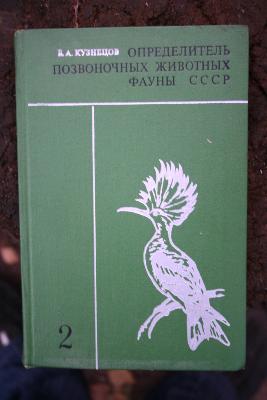 Б.А. КУЗНЕЦОВ ОПРЕДЕЛИТЕЛЬ
ПОЗВОНОЧНЫХ ЖИВОТНЫХ
ФАУНЫ СССР
2